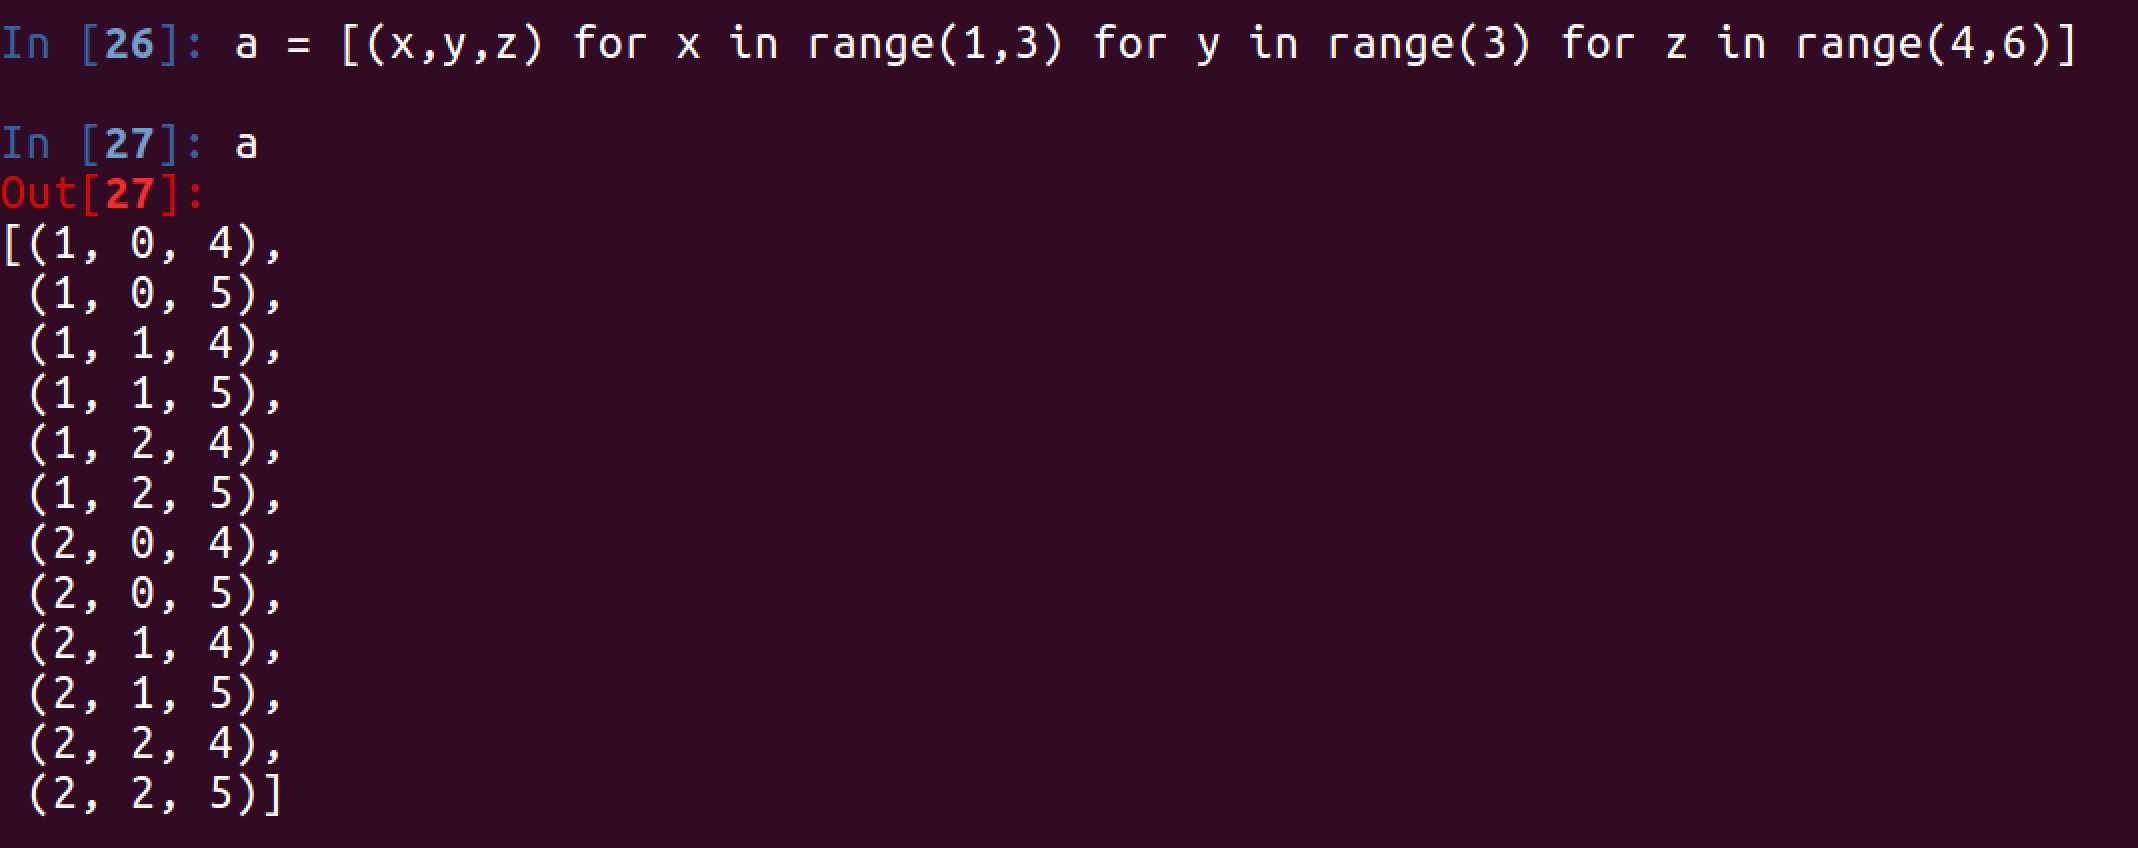 In [26]: a = [(x,y,z) for x in range(1,3) for y in range(3) for z in range(4,6)]
In [27]: a
Out[27]:
[(1, 0, 4),
 (1, 0, 5),
 (1, 1, 4),
 (1, 1, 5),
 (1, 2, 4),
 (1, 2, 5),
 (2, 0, 4),
 (2, 0, 5),
 (2, 1, 4),
 (2, 1, 5),
 (2, 2, 4),
 (2, 2, 5)]